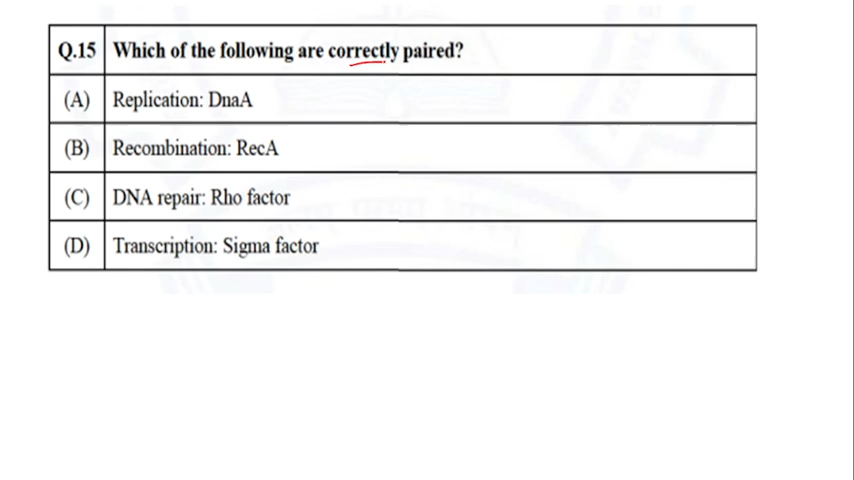 Q.15 Which of the following are correctly paired?
(A) Replication: DnaA
(B) Recombination: RecA
(C) DNA repair: Rho factor
(D) Transcription: Sigma factor